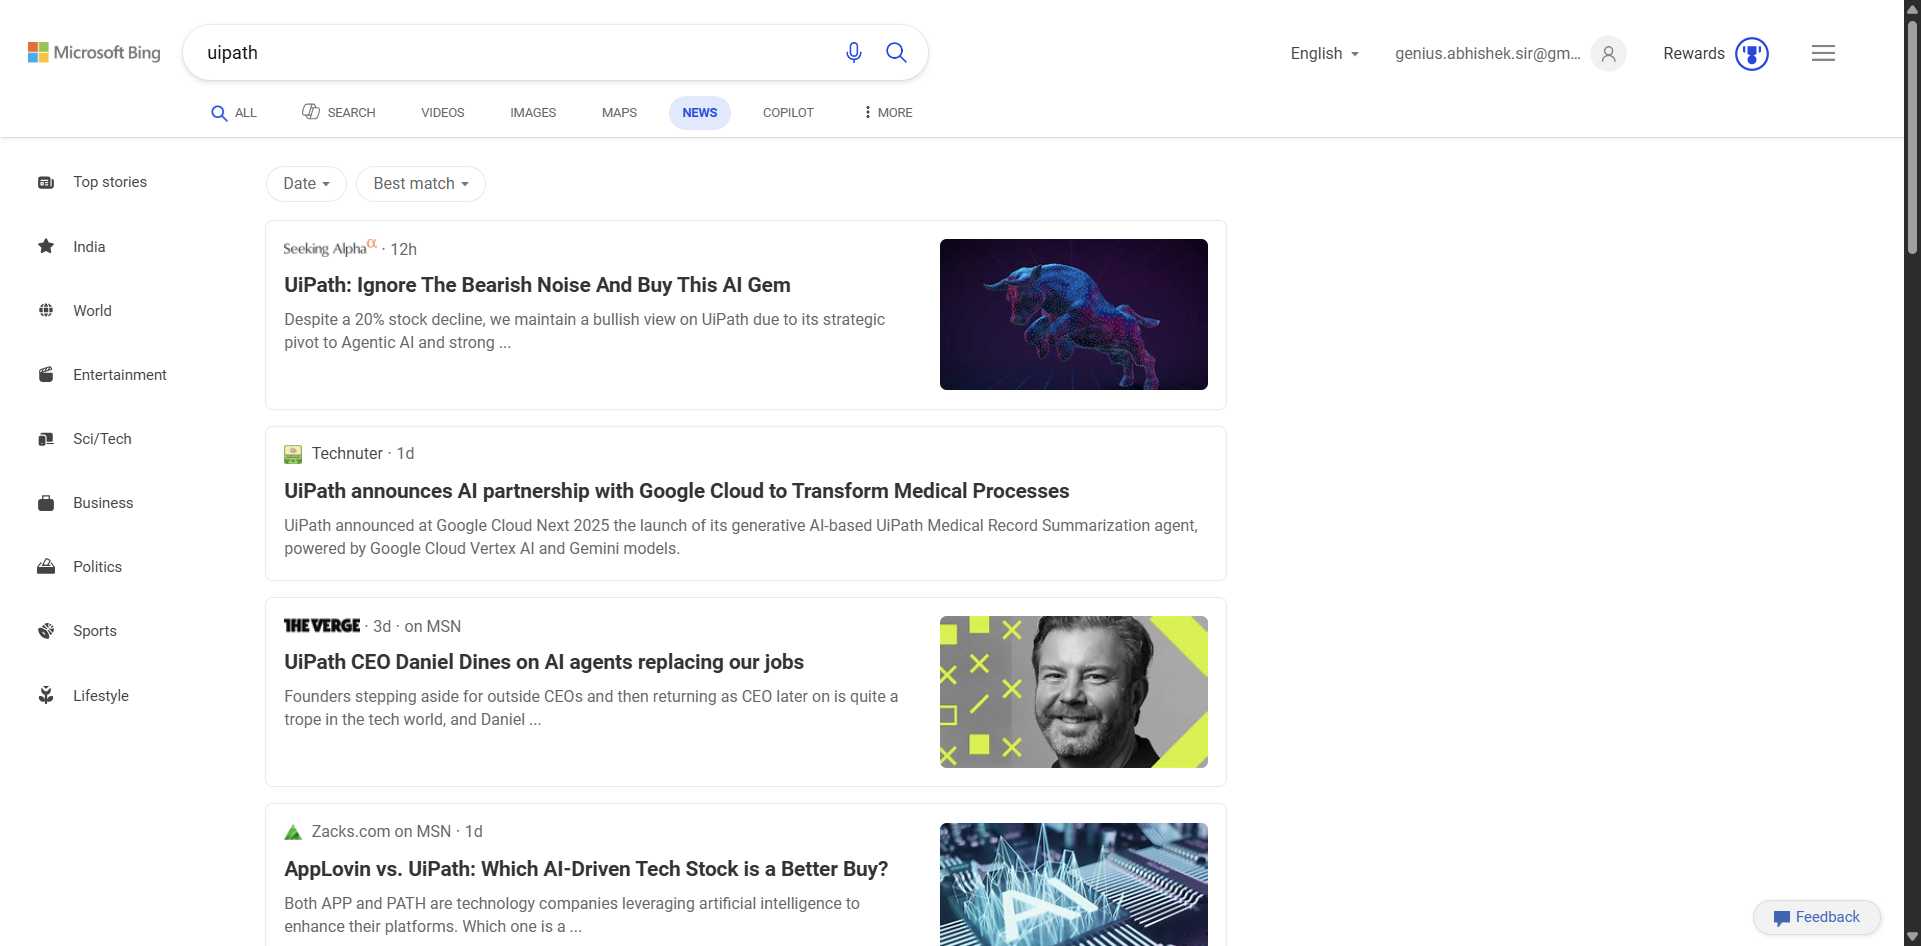 Microsoft Bing
uipath
English
genius.abhishek.sir@gm...
Rewards
ALL
SEARCH
VIDEOS
IMAGES
MAPS
NEWS
COPILOT
MORE
Top stories
India
World
Entertainment
Sci/Tech
Business
Politics
Sports
Lifestyle
Date
Best match
Seeking Alphaα · 12h
UiPath: Ignore The Bearish Noise And Buy This AI Gem
Despite a 20% stock decline, we maintain a bullish view on UiPath due to its strategic
pivot to Agentic AI and strong ...
Technuter · 1d
UiPath announces AI partnership with Google Cloud to Transform Medical Processes
UiPath announced at Google Cloud Next 2025 the launch of its generative AI-based UiPath Medical Record Summarization agent,
powered by Google Cloud Vertex AI and Gemini models.
THE VERGE · 3d · on MSN
UiPath CEO Daniel Dines on AI agents replacing our jobs
Founders stepping aside for outside CEOs and then returning as CEO later on is quite a
trope in the tech world, and Daniel ...
Zacks.com on MSN · 1d
AppLovin vs. UiPath: Which AI-Driven Tech Stock is a Better Buy?
Both APP and PATH are technology companies leveraging artificial intelligence to
enhance their platforms. Which one is a ...
AI
Feedback